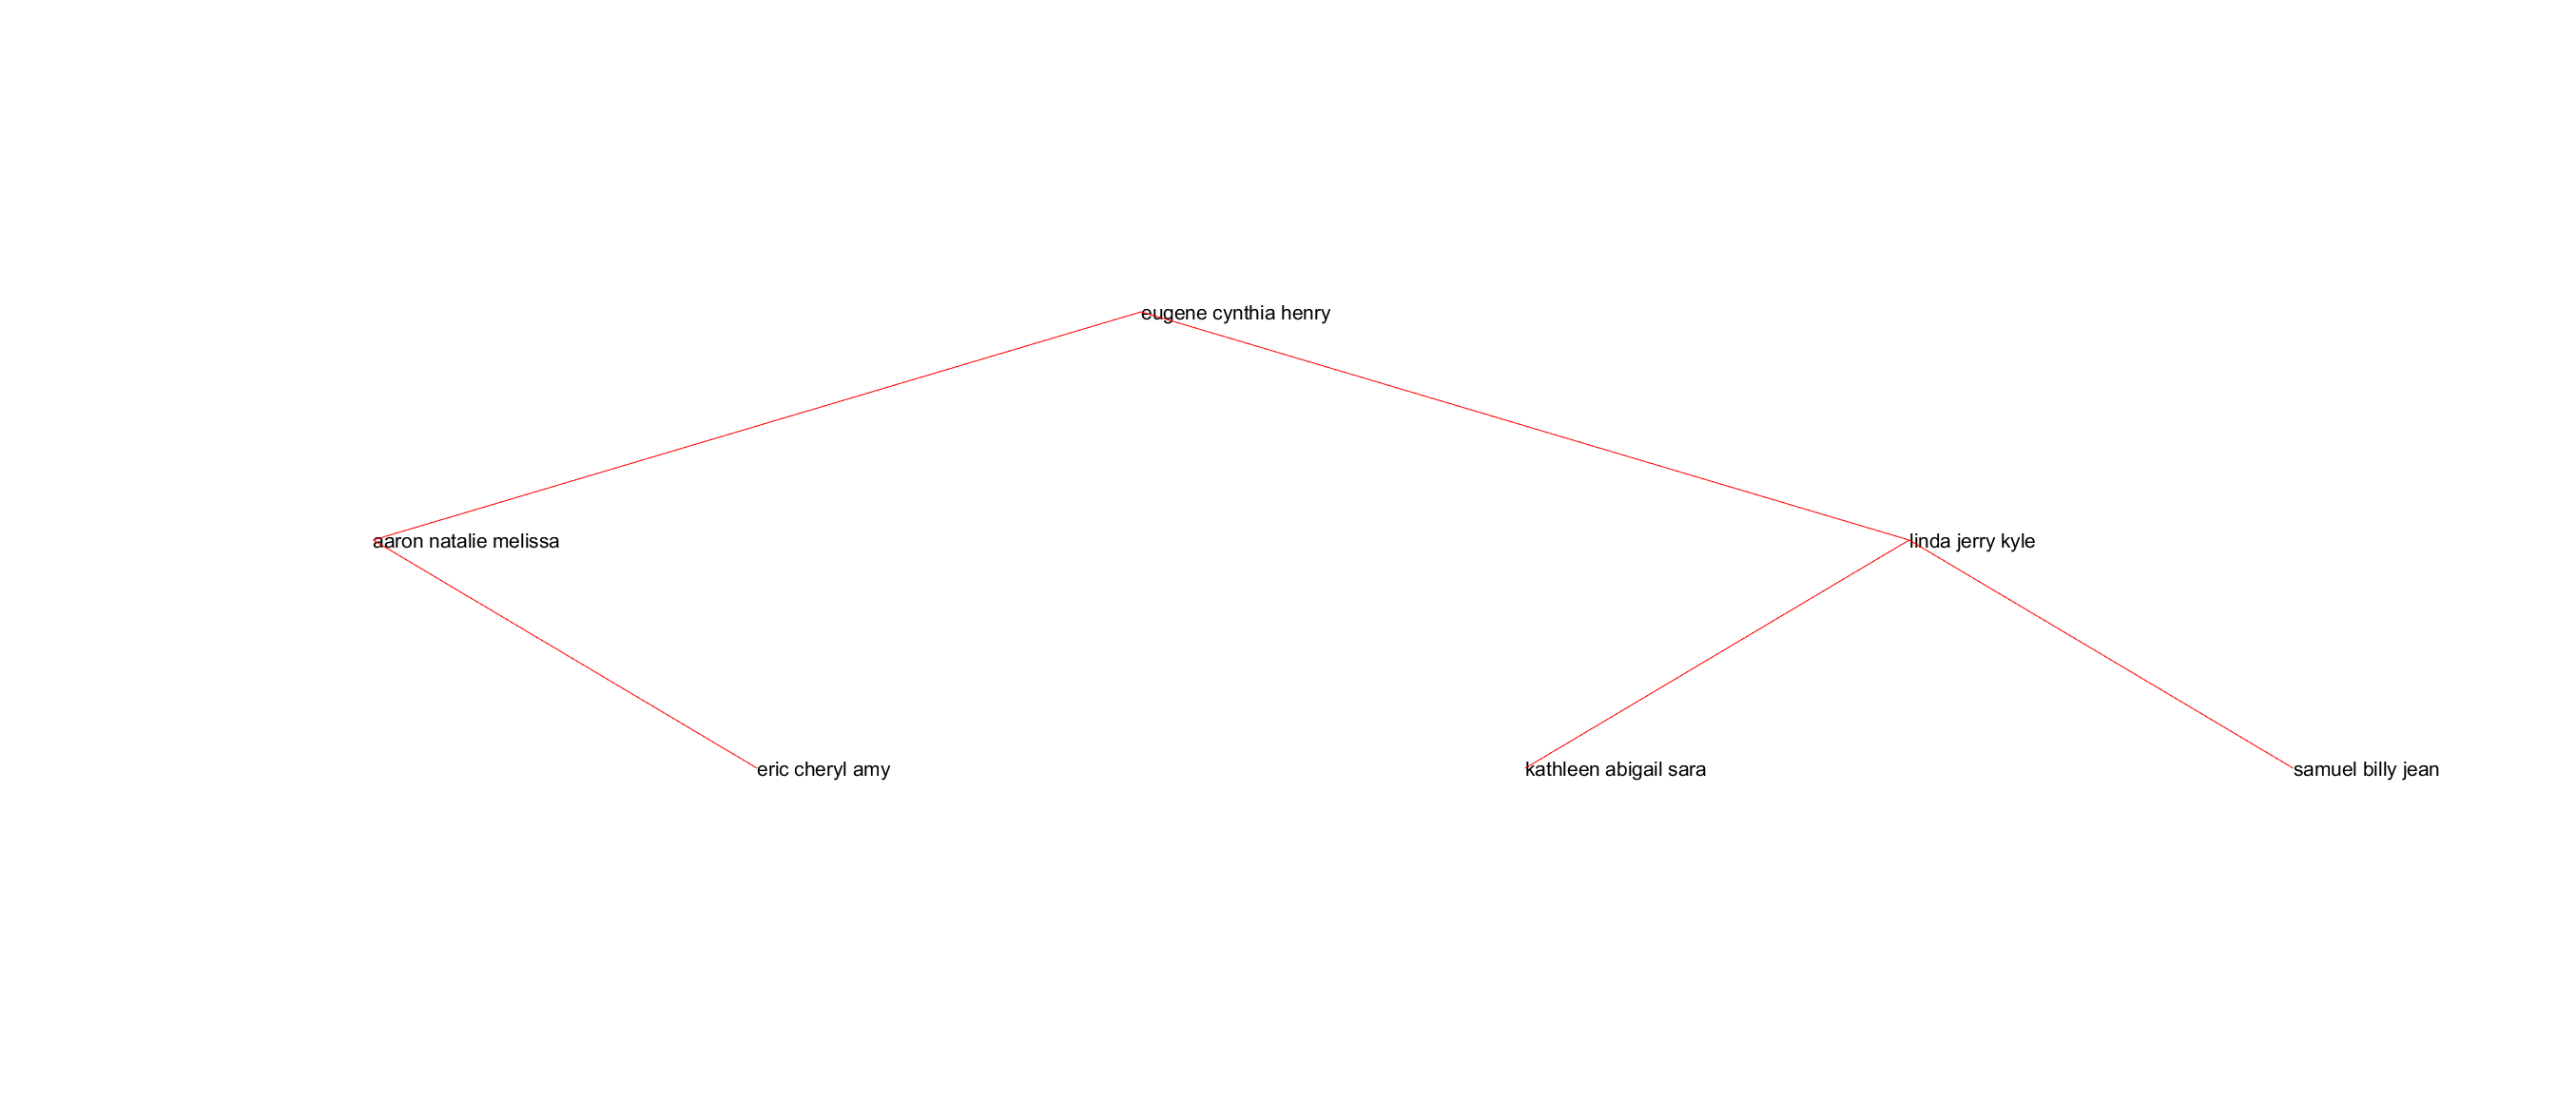 eugene cynthia henry
aaron natalie melissa
linda jerry kyle
eric cheryl amy
kathleen abigail sara
samuel billy jean